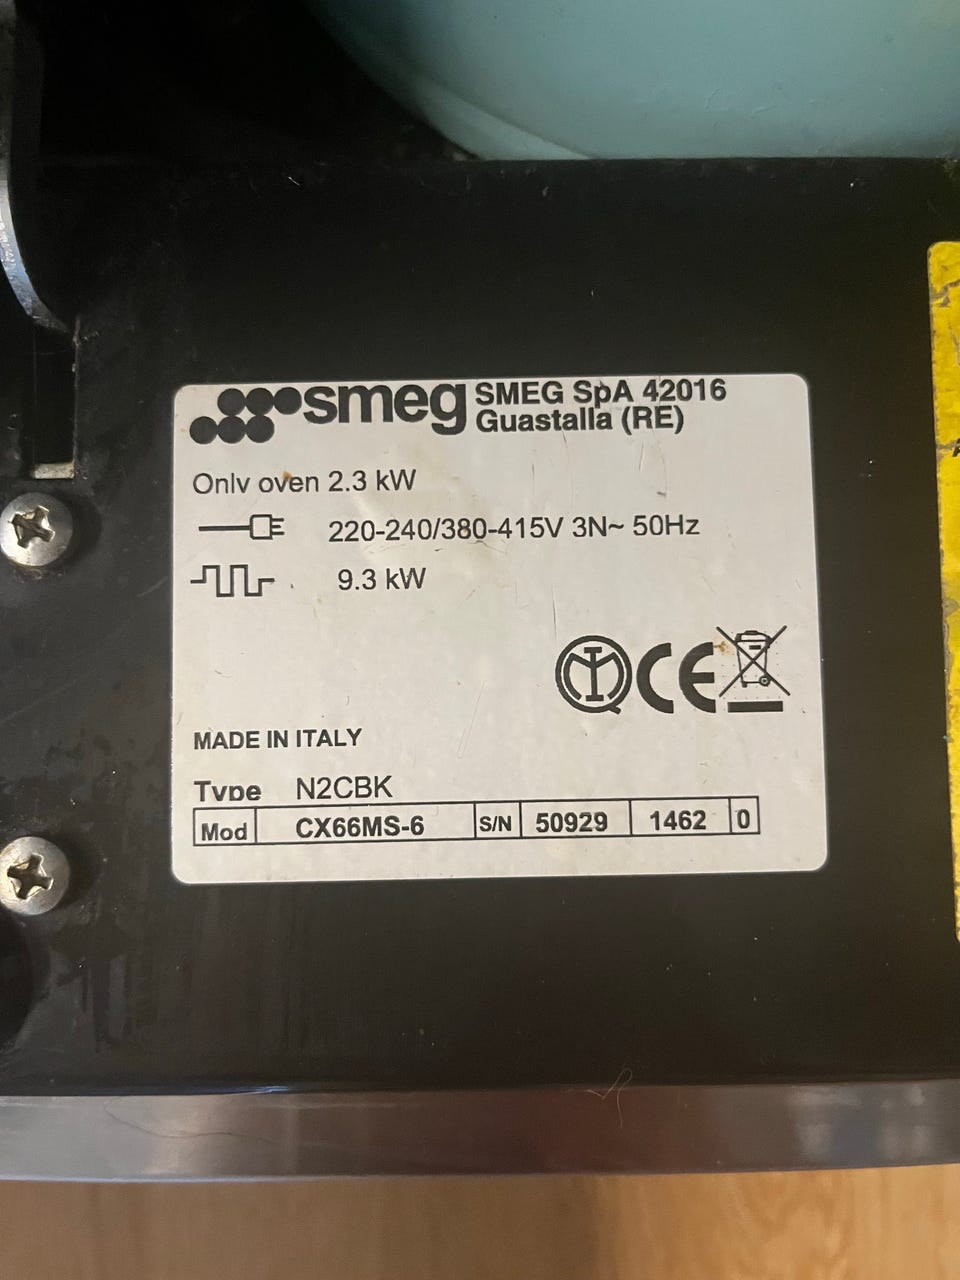 smeg SMEG SpA 42016
Guastalla (RE)
Only oven 2.3 kW
220-240/380-415V 3N~ 50Hz
9.3 kW
CE
MADE IN ITALY
Type N2CBK
Mod CX66MS-6 S/N 50929 1462 0